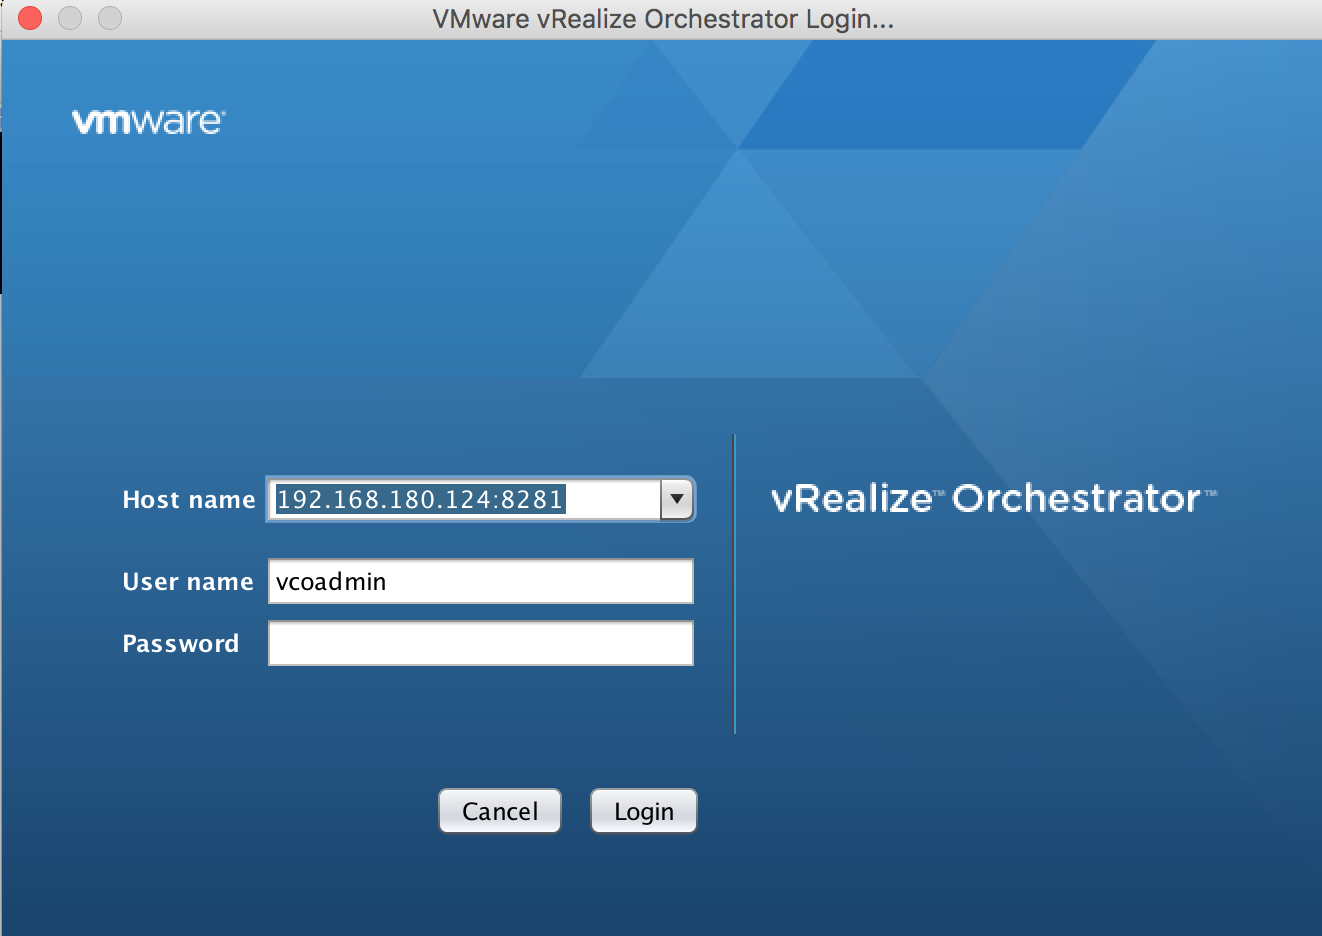 VMware vRealize Orchestrator Login...
vmware®
Host name 192.168.180.124:8281
vRealize™ Orchestrator™
User name vcoadmin
Password
Cancel Login